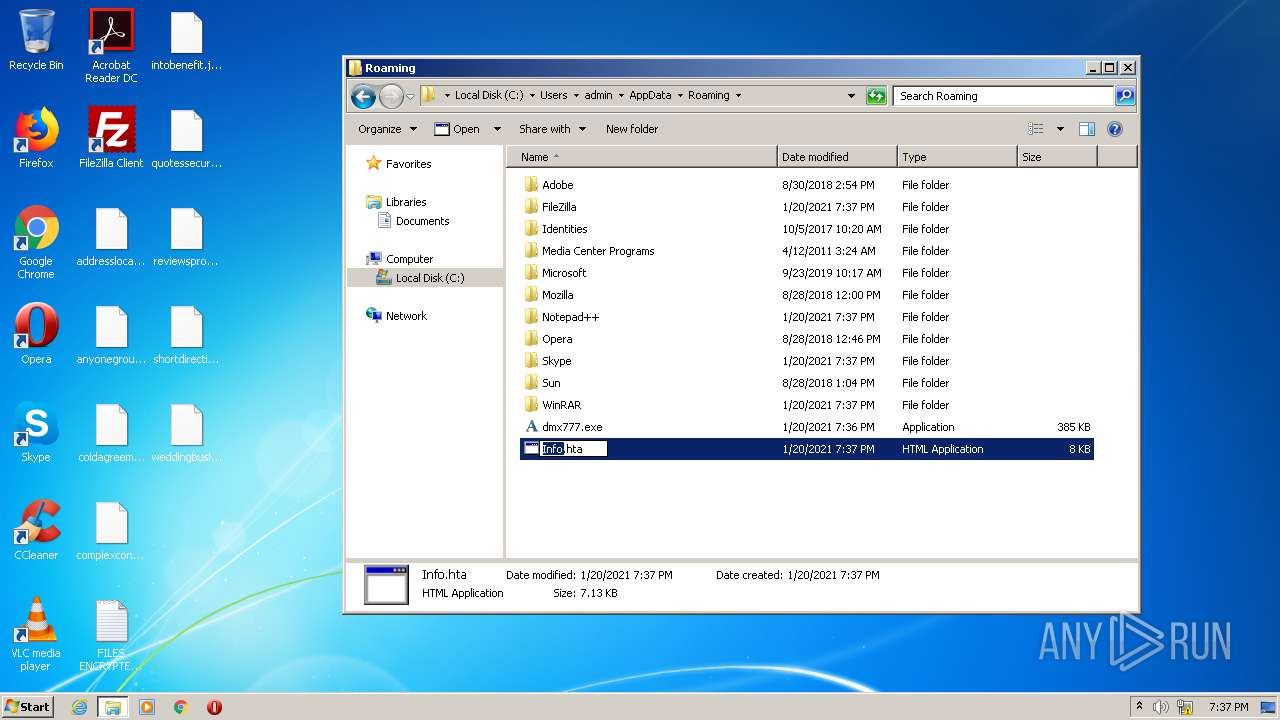 Recycle Bin
Acrobat
Reader DC
intobenefit.j...
Firefox
FileZilla Client
quotessecur...
Google
Chrome
addressloca...
reviewspro...
Opera
anyonegrou...
shortdirecti...
Skype
coldagreem...
weddingbusi...
CCleaner
complexcon...
VLC media
player
FILES
ENCRYPTE...
Roaming
Local Disk (C:) Users admin AppData Roaming
Search Roaming
Organize Open Share with New folder
Favorites
Libraries
Documents
Computer
Local Disk (C:)
Network
Name Date modified Type Size
Adobe 8/30/2018 2:54 PM File folder
FileZilla 1/20/2021 7:37 PM File folder
Identities 10/5/2017 10:20 AM File folder
Media Center Programs 4/12/2011 3:24 AM File folder
Microsoft 9/23/2019 10:17 AM File folder
Mozilla 8/28/2018 12:00 PM File folder
Notepad++ 1/20/2021 7:37 PM File folder
Opera 8/28/2018 12:46 PM File folder
Skype 1/20/2021 7:37 PM File folder
Sun 8/28/2018 1:04 PM File folder
WinRAR 1/20/2021 7:37 PM File folder
dmx777.exe 1/20/2021 7:36 PM Application 385 KB
Info.hta 1/20/2021 7:37 PM HTML Application 8 KB
Info.hta Date modified: 1/20/2021 7:37 PM Date created: 1/20/2021 7:37 PM
HTML Application Size: 7.13 KB
ANY RUN
Start
7:37 PM